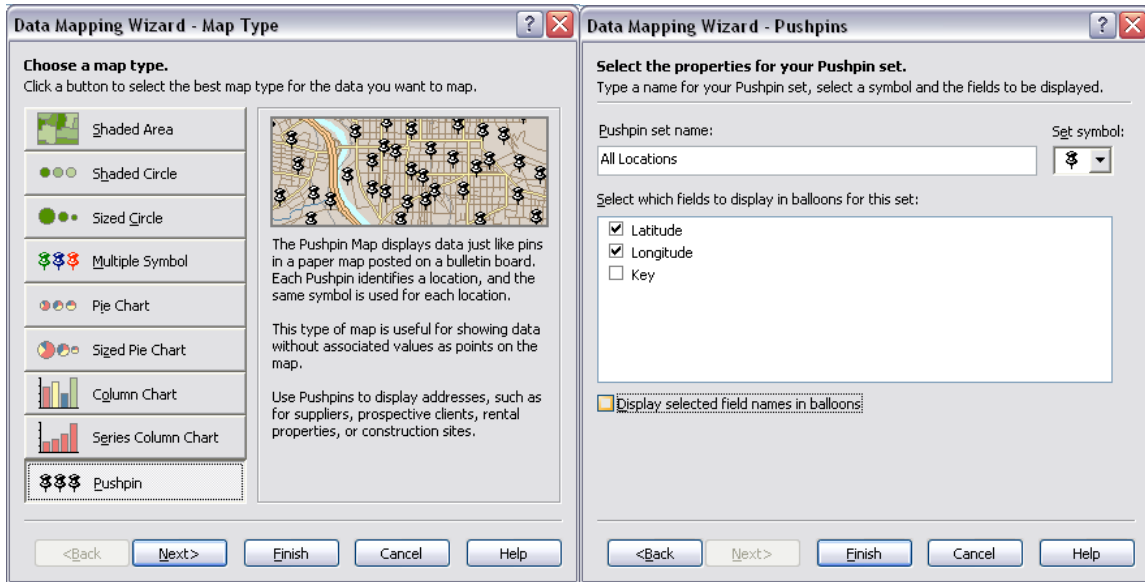 Data Mapping Wizard - Map Type
Choose a map type.
Click a button to select the best map type for the data you want to map.
Shaded Area
Shaded Circle
Sized Circle
Multiple Symbol
Pie Chart
Sized Pie Chart
Column Chart
Series Column Chart
Pushpin
The Pushpin Map displays data just like pins
in a paper map posted on a bulletin board.
Each Pushpin identifies a location, and the
same symbol is used for each location.
This type of map is useful for showing data
without associated values as points on the
map.
Use Pushpins to display addresses, such as
for suppliers, prospective clients, rental
properties, or construction sites.
<Back
Next>
Finish
Cancel
Help
Data Mapping Wizard - Pushpins
Select the properties for your Pushpin set.
Type a name for your Pushpin set, select a symbol and the fields to be displayed.
Pushpin set name:
Set symbol:
All Locations
Select which fields to display in balloons for this set:
Latitude
Longitude
Key
Display selected field names in balloons
<Back
Next>
Finish
Cancel
Help